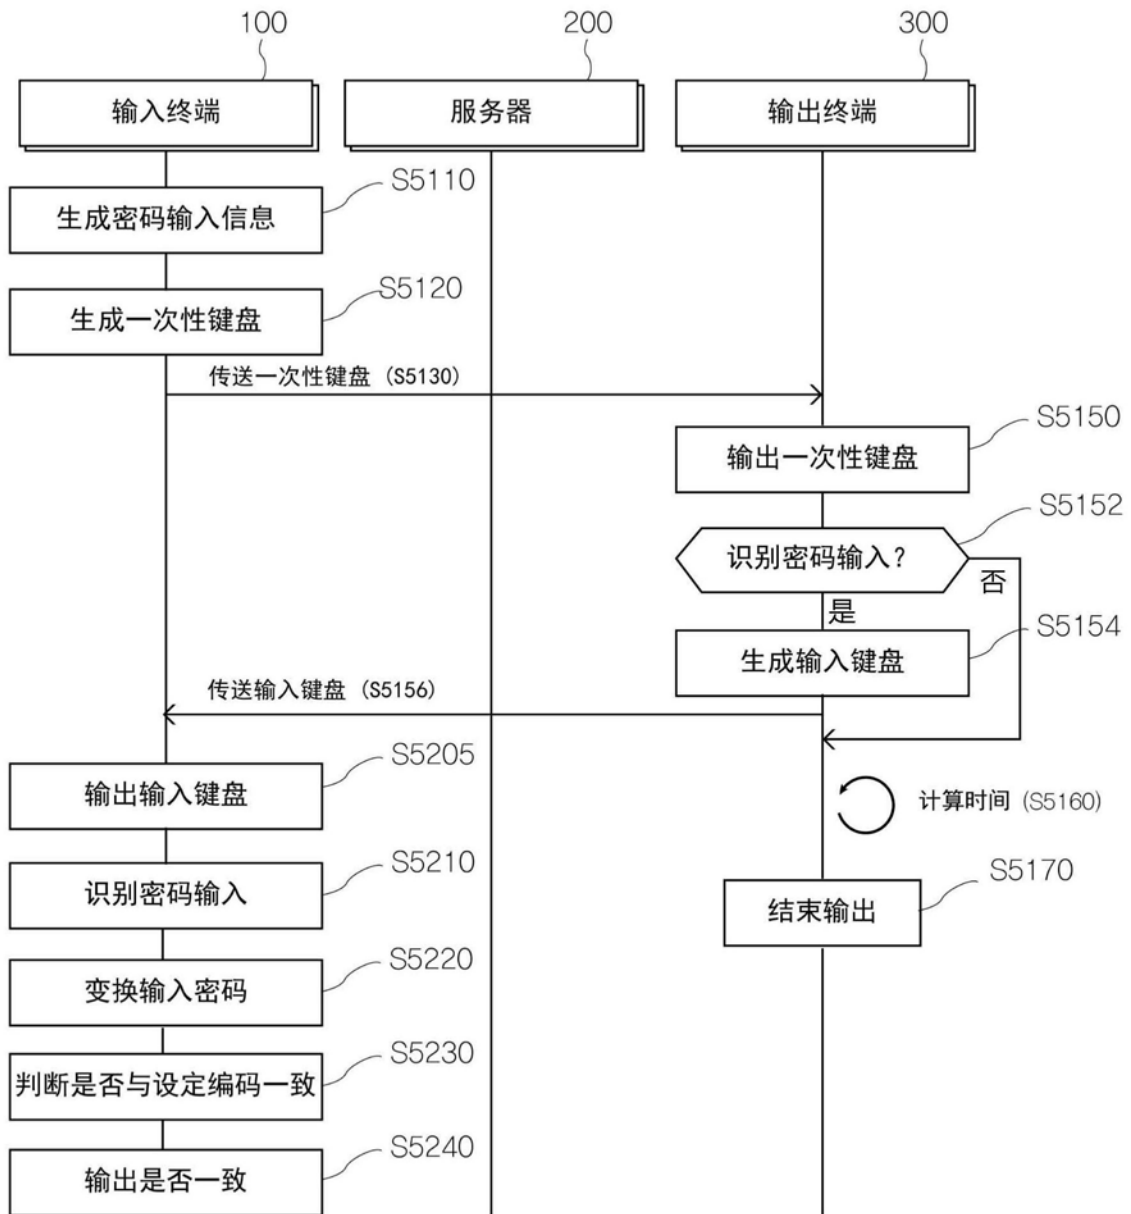 100
200
300
输入终端
服务器
输出终端
S5110
生成密码输入信息
S5120
生成一次性键盘
传送一次性键盘 (S5130)
S5150
输出一次性键盘
S5152
识别密码输入?
否
是
S5154
生成输入键盘
传送输入键盘 (S5156)
S5205
输出输入键盘
计算时间 (S5160)
S5210
识别密码输入
S5170
结束输出
S5220
变换输入密码
S5230
判断是否与设定编码一致
S5240
输出是否一致